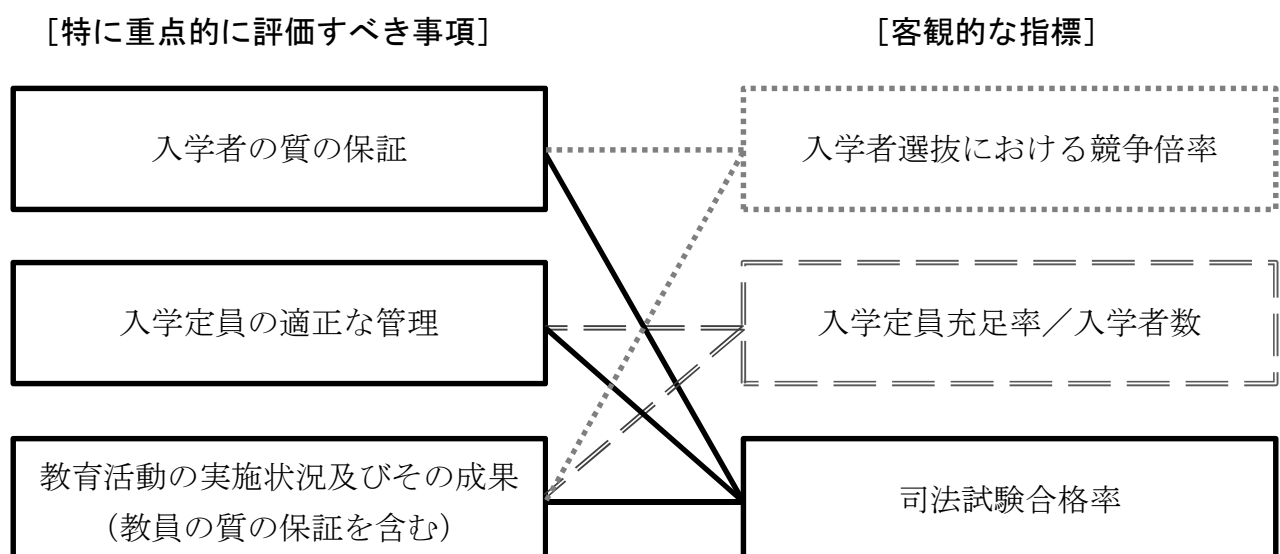 ［特に重点的に評価すべき事項］
［客観的な指標］
入学者の質の保証
入学者選抜における競争倍率
入学定員の適正な管理
入学定員充足率／入学者数
教育活動の実施状況及びその成果
（教員の質の保証を含む）
司法試験合格率